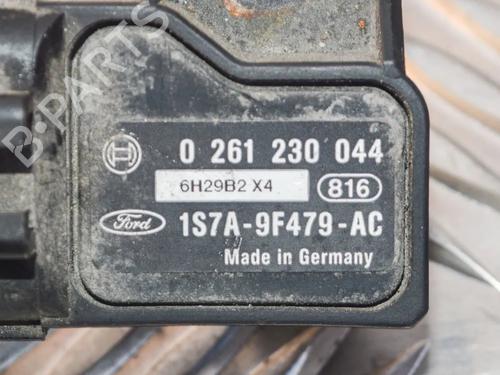 B-PARTS
0 261 230 044
6H29B2 X4
816
Ford
1S7A-9F479-AC
Made in Germany